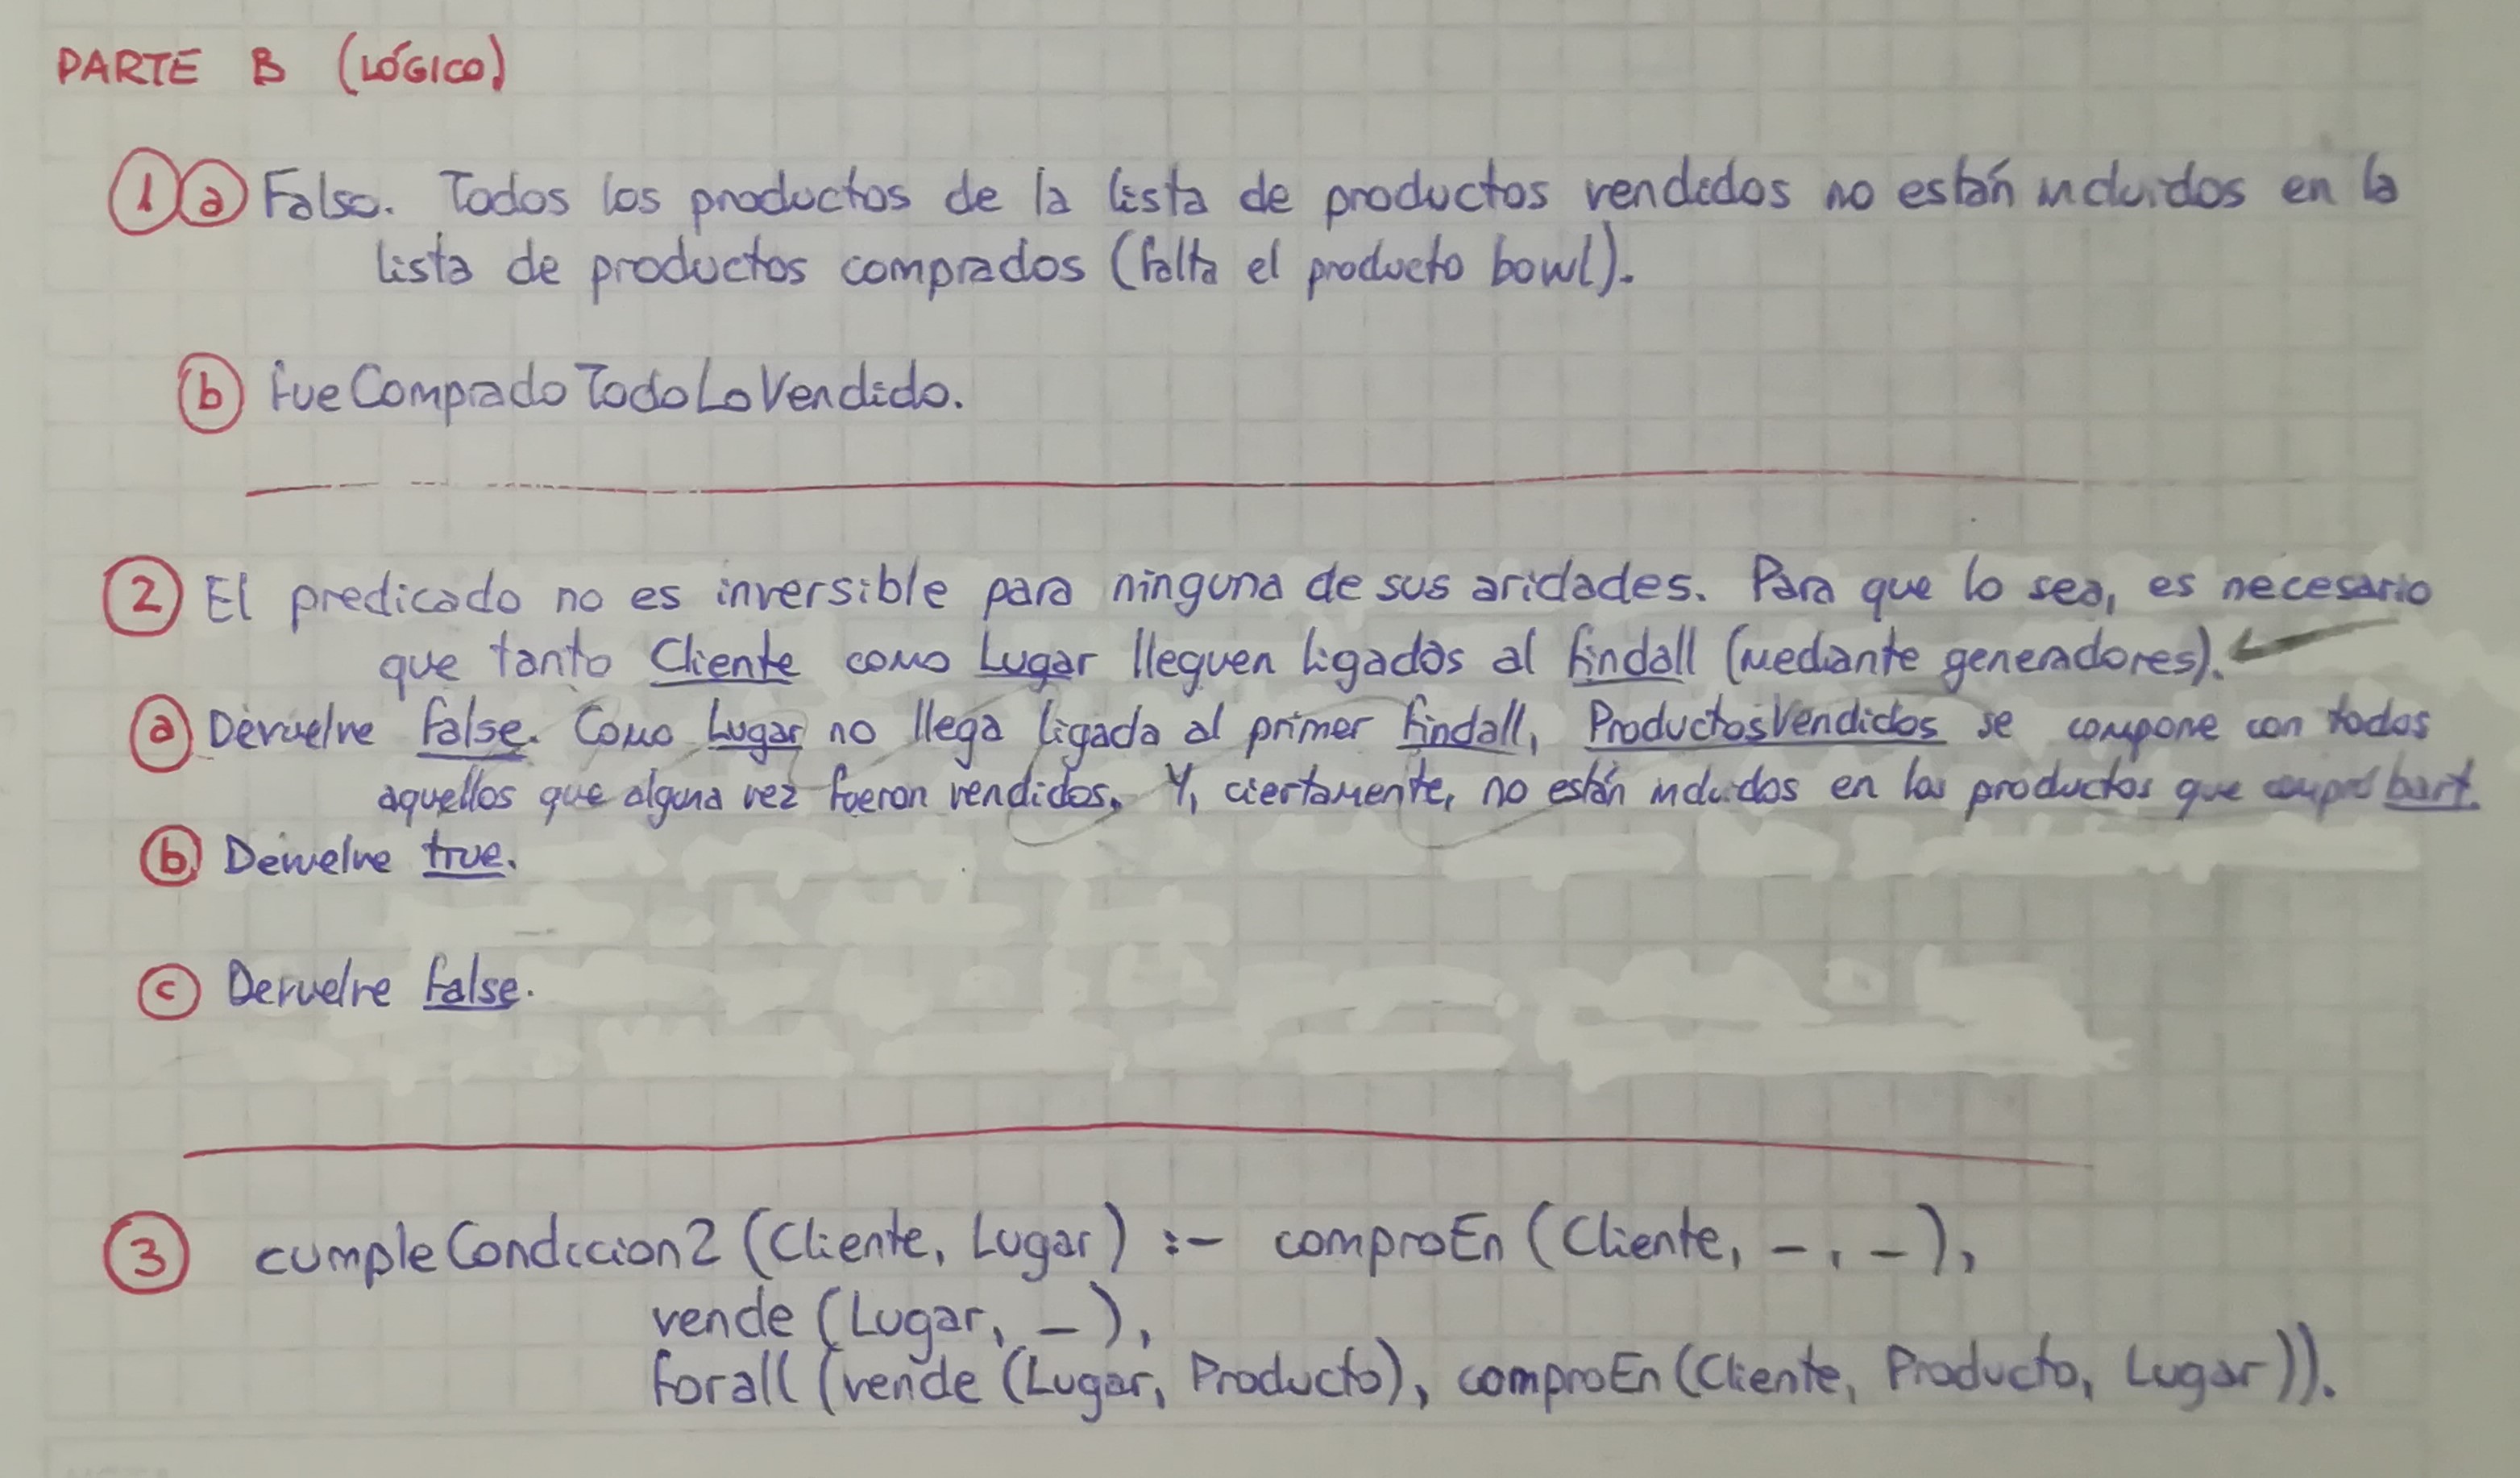 PARTE B (LÓGICO)
1 a Falso. Todos los productos de la lista de productos vendidos no están incluidos en la
lista de productos comprados (falta el producto bowl).
b fueCompradoTodoLoVendido.
2 El predicado no es inversible para ninguna de sus aridades. Para que lo sea, es necesario
que tanto Cliente como Lugar lleguen ligados al findall (mediante generadores).
a Devuelve false. Como Lugar no llega ligada al primer findall, ProductosVendidos se compone con todos
aquellos que alguna vez fueron vendidos. Y, ciertamente, no están incluidos en los productos que compró bart.
b Devuelve true.
c Devuelve false.
3 cumpleCondicion2 (Cliente, Lugar) :- comproEn (Cliente, _, _),
vende (Lugar, _),
forall (vende (Lugar, Producto), comproEn (Cliente, Producto, Lugar)).